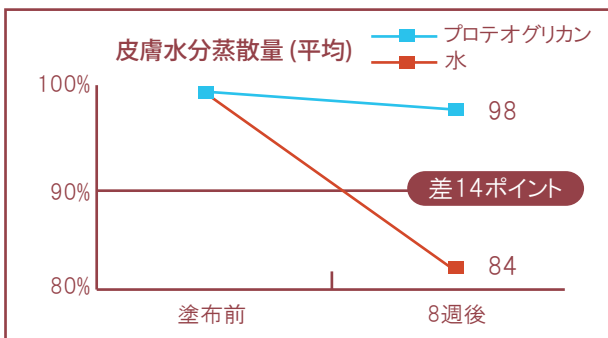 皮膚水分蒸散量 (平均)
プロテオグリカン
水
100%
98
90%
差14ポイント
84
80%
塗布前
8週後